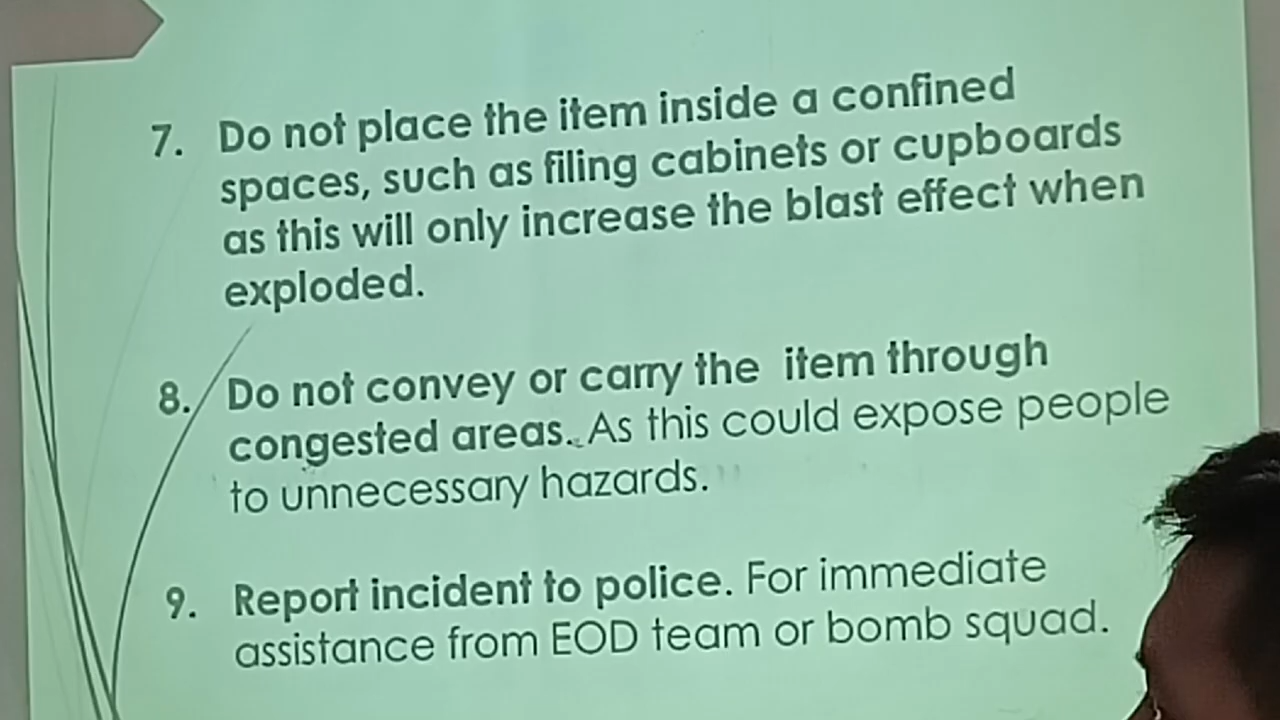 7. Do not place the item inside a confined
spaces, such as filing cabinets or cupboards
as this will only increase the blast effect when
exploded.
8. Do not convey or carry the item through
congested areas. As this could expose people
to unnecessary hazards.
9. Report incident to police. For immediate
assistance from EOD team or bomb squad.